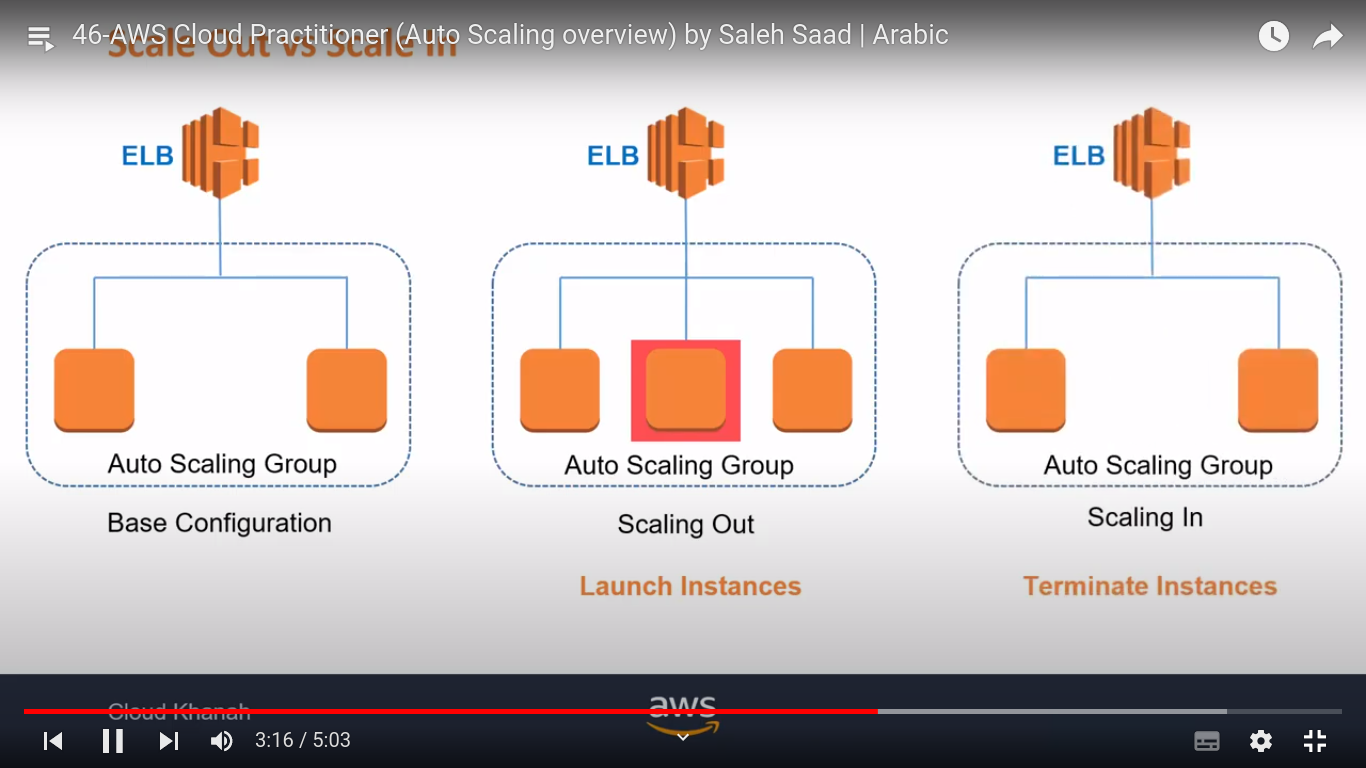 46-AWS Cloud Practitioner (Auto Scaling overview) by Saleh Saad | Arabic
Scale Out vs Scale In
ELB
ELB
ELB
Auto Scaling Group
Auto Scaling Group
Auto Scaling Group
Base Configuration
Scaling Out
Scaling In
Launch Instances
Terminate Instances
Cloud Khanah
aws
3:16 / 5:03